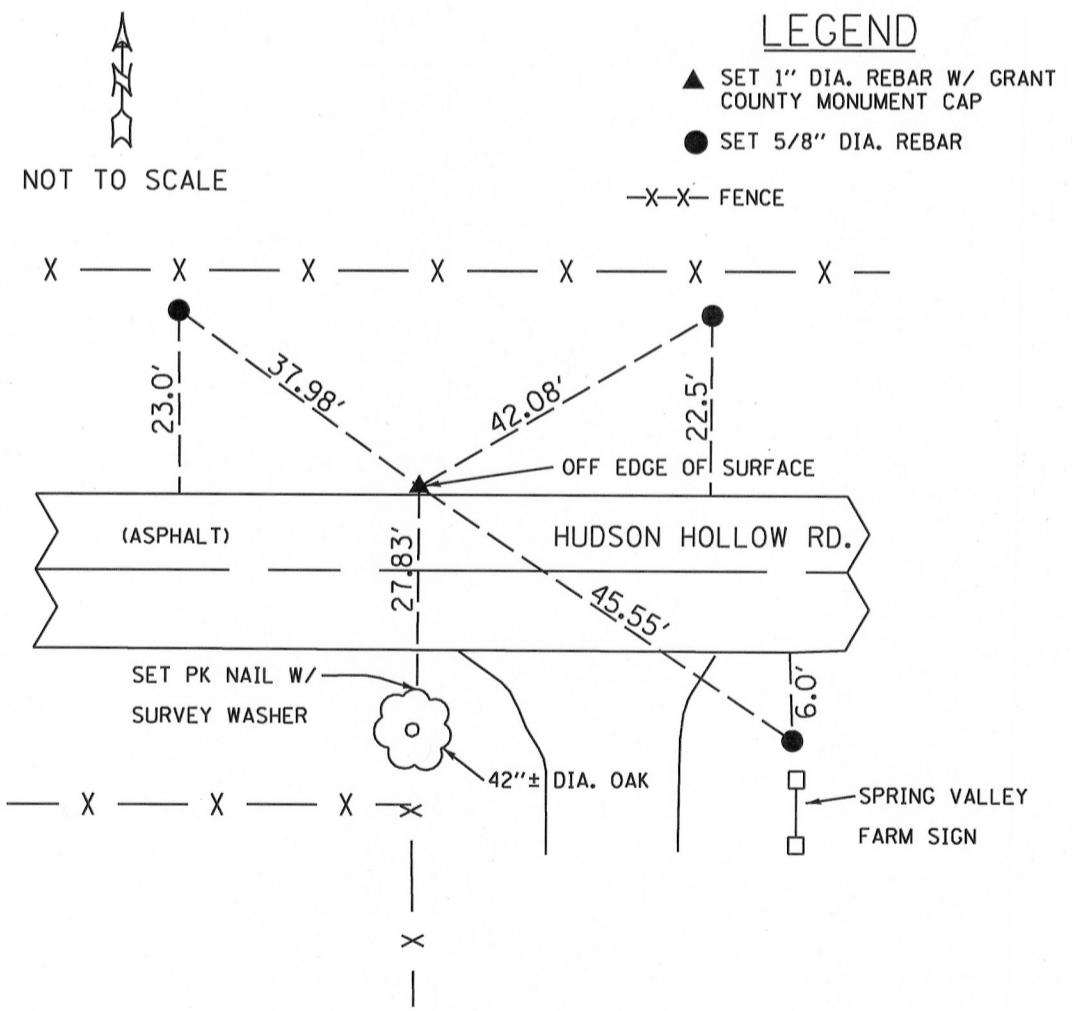 LEGEND
SET 1" DIA. REBAR W/ GRANT
COUNTY MONUMENT CAP
SET 5/8" DIA. REBAR
—X—X— FENCE
N
NOT TO SCALE
X X X X X X X
23.0'
37.98'
42.08'
22.5'
OFF EDGE OF SURFACE
(ASPHALT)
HUDSON HOLLOW RD.
27.83'
45.55'
SET PK NAIL W/
SURVEY WASHER
6.0'
42"± DIA. OAK
SPRING VALLEY
FARM SIGN
X X X X
X